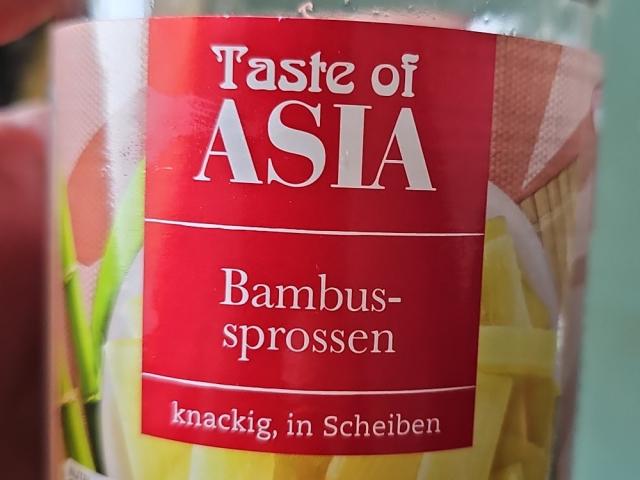 Taste of
ASIA
Bambus-
sprossen
knackig, in Scheiben